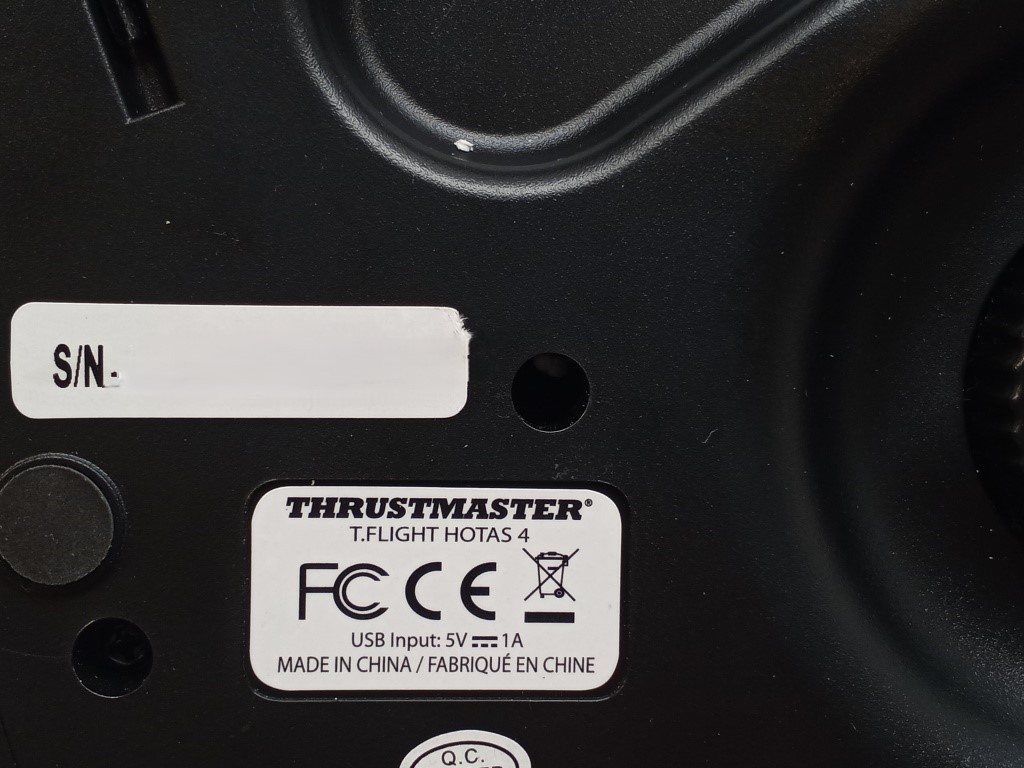 S/N.
THRUSTMASTER®
T.FLIGHT HOTAS 4
FC CE
USB Input: 5V ⎓ 1A
MADE IN CHINA / FABRIQUÉ EN CHINE
Q.C.